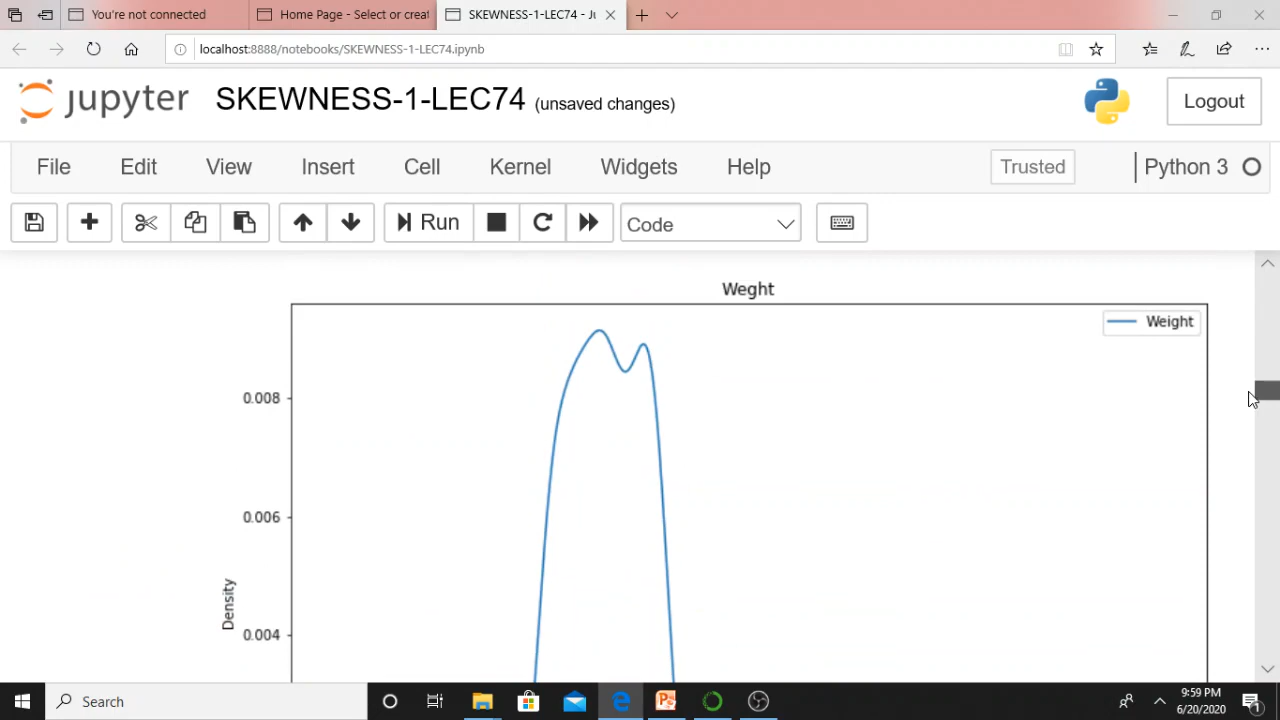 You're not connected
Home Page - Select or creat
SKEWNESS-1-LEC74 - Ju
localhost:8888/notebooks/SKEWNESS-1-LEC74.ipynb
jupyter SKEWNESS-1-LEC74 (unsaved changes)
Logout
File Edit View Insert Cell Kernel Widgets Help
Trusted
Python 3
Run
Code
Weght
Weight
0.008
0.006
Density
0.004
Search
9:59 PM
6/20/2020
1